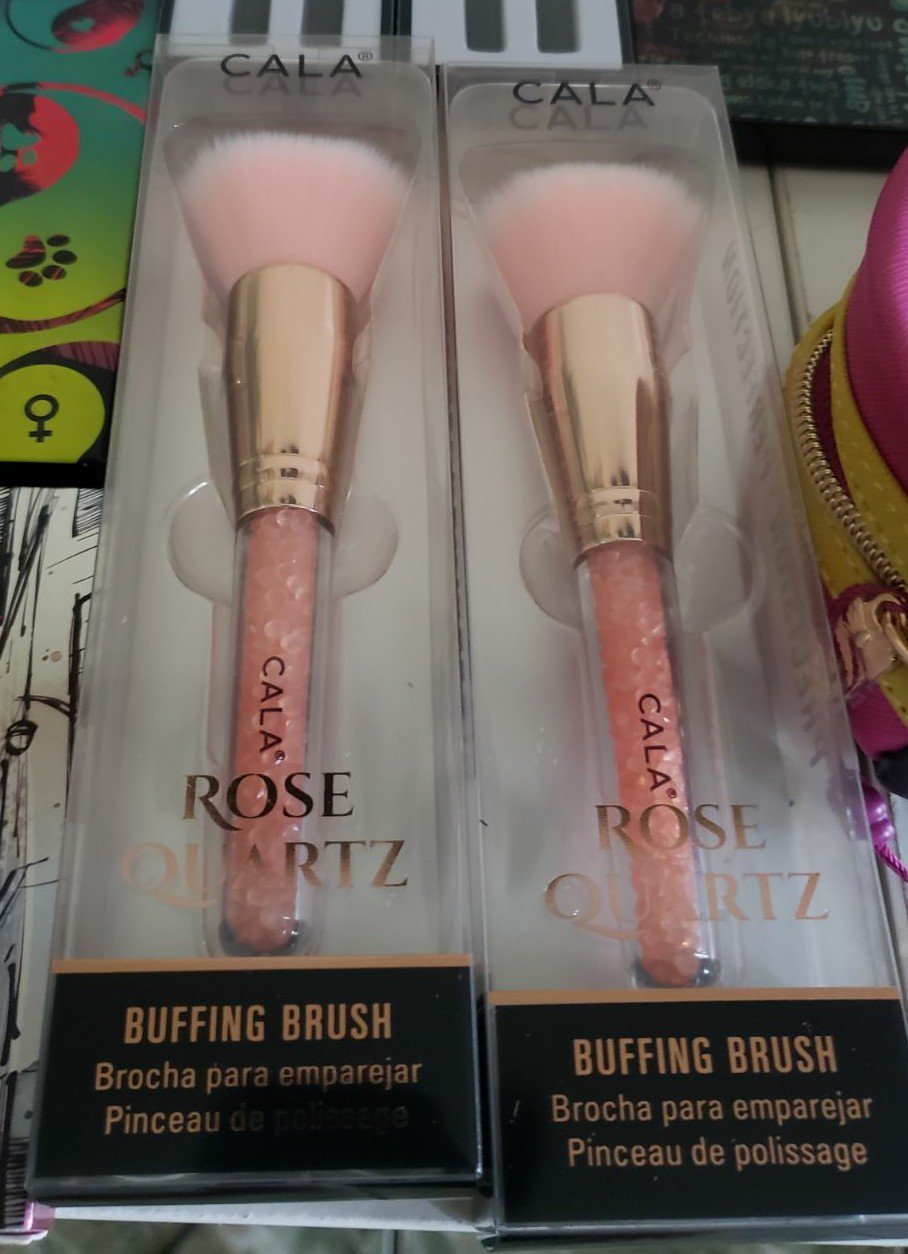 CALA®
CALA
CALA®
ROSE
QUARTZ
BUFFING BRUSH
Brocha para emparejar
Pinceau de polissage
CALA®
CALA
CALA®
ROSE
QUARTZ
BUFFING BRUSH
Brocha para emparejar
Pinceau de polissage